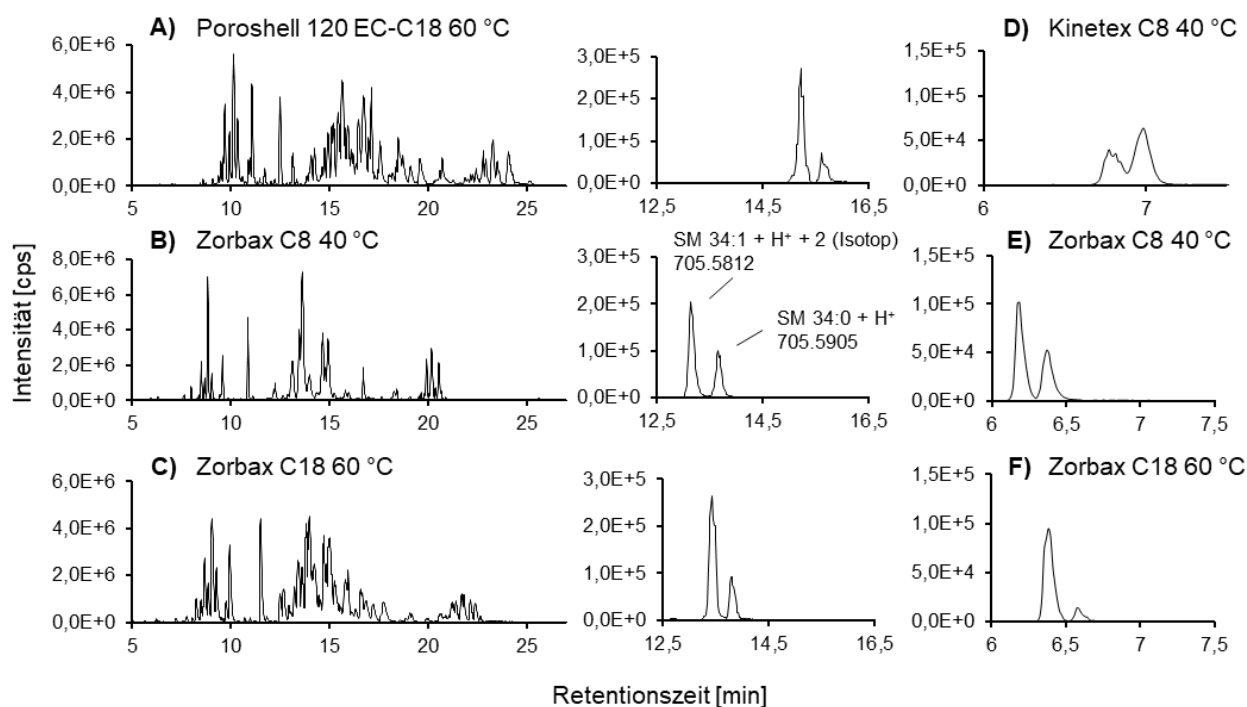 A) Poroshell 120 EC-C18 60 °C
6,0E+6
4,0E+6
2,0E+6
0,0E+0
5
10
15
20
25
3,0E+5
2,0E+5
1,0E+5
0,0E+0
12,5
14,5
16,5
D) Kinetex C8 40 °C
1,5E+5
1,0E+5
5,0E+4
0,0E+0
6
7
B) Zorbax C8 40 °C
8,0E+6
6,0E+6
4,0E+6
2,0E+6
0,0E+0
5
10
15
20
25
SM 34:1 + H⁺ + 2 (Isotop)
705.5812
SM 34:0 + H⁺
705.5905
3,0E+5
2,0E+5
1,0E+5
0,0E+0
12,5
14,5
16,5
E) Zorbax C8 40 °C
1,5E+5
1,0E+5
5,0E+4
0,0E+0
6
6,5
7
7,5
C) Zorbax C18 60 °C
6,0E+6
4,0E+6
2,0E+6
0,0E+0
5
10
15
20
25
3,0E+5
2,0E+5
1,0E+5
0,0E+0
12,5
14,5
16,5
F) Zorbax C18 60 °C
1,5E+5
1,0E+5
5,0E+4
0,0E+0
6
6,5
7
7,5
Intensität [cps]
Retentionszeit [min]